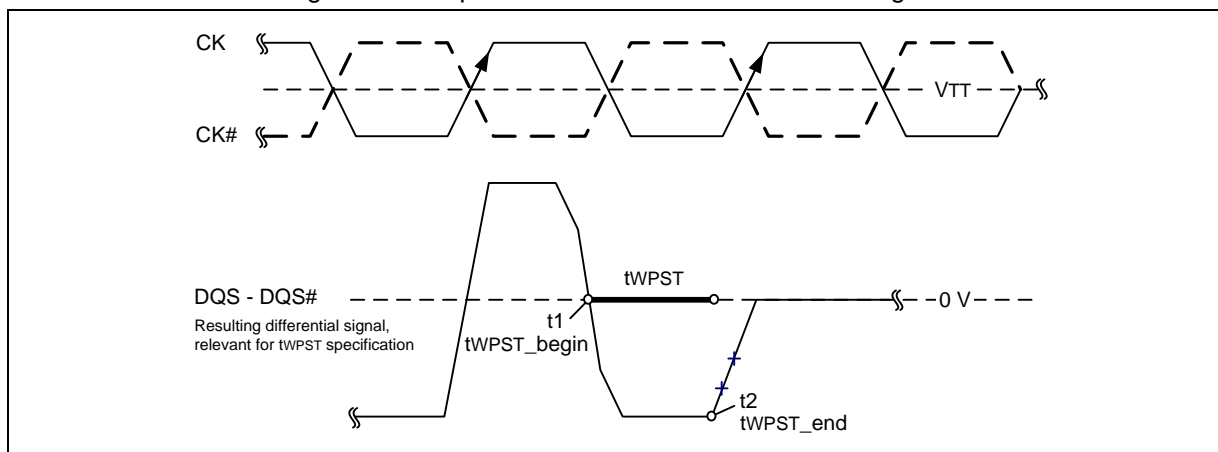 CK
VTT
CK#
tWPST
DQS - DQS#
0 V
Resulting differential signal,
relevant for tWPST specification
t1
tWPST_begin
t2
tWPST_end